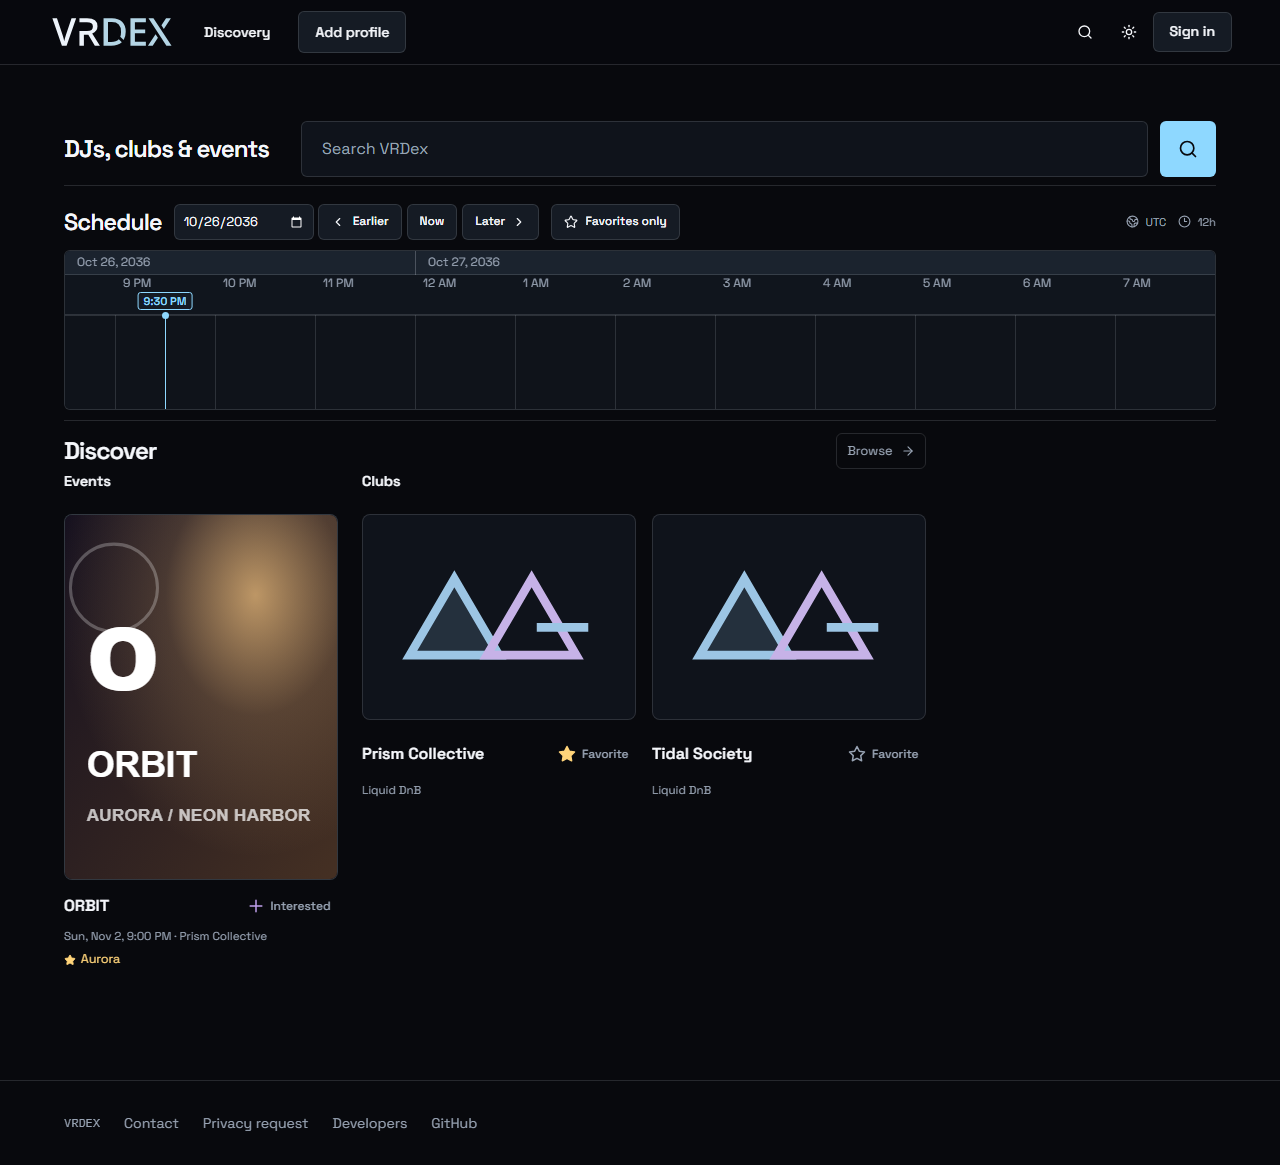 VRDEX Discovery Add profile Sign in
DJs, clubs & events Search VRDex
Schedule 10/26/2036 Earlier Now Later Favorites only UTC 12h
Oct 26, 2036 Oct 27, 2036
9 PM 10 PM 11 PM 12 AM 1 AM 2 AM 3 AM 4 AM 5 AM 6 AM 7 AM
9:30 PM
Discover Browse
Events Clubs
O
ORBIT
AURORA / NEON HARBOR
Prism Collective Favorite Tidal Society Favorite
Liquid DnB Liquid DnB
ORBIT Interested
Sun, Nov 2, 9:00 PM · Prism Collective
Aurora
VRDEX Contact Privacy request Developers GitHub